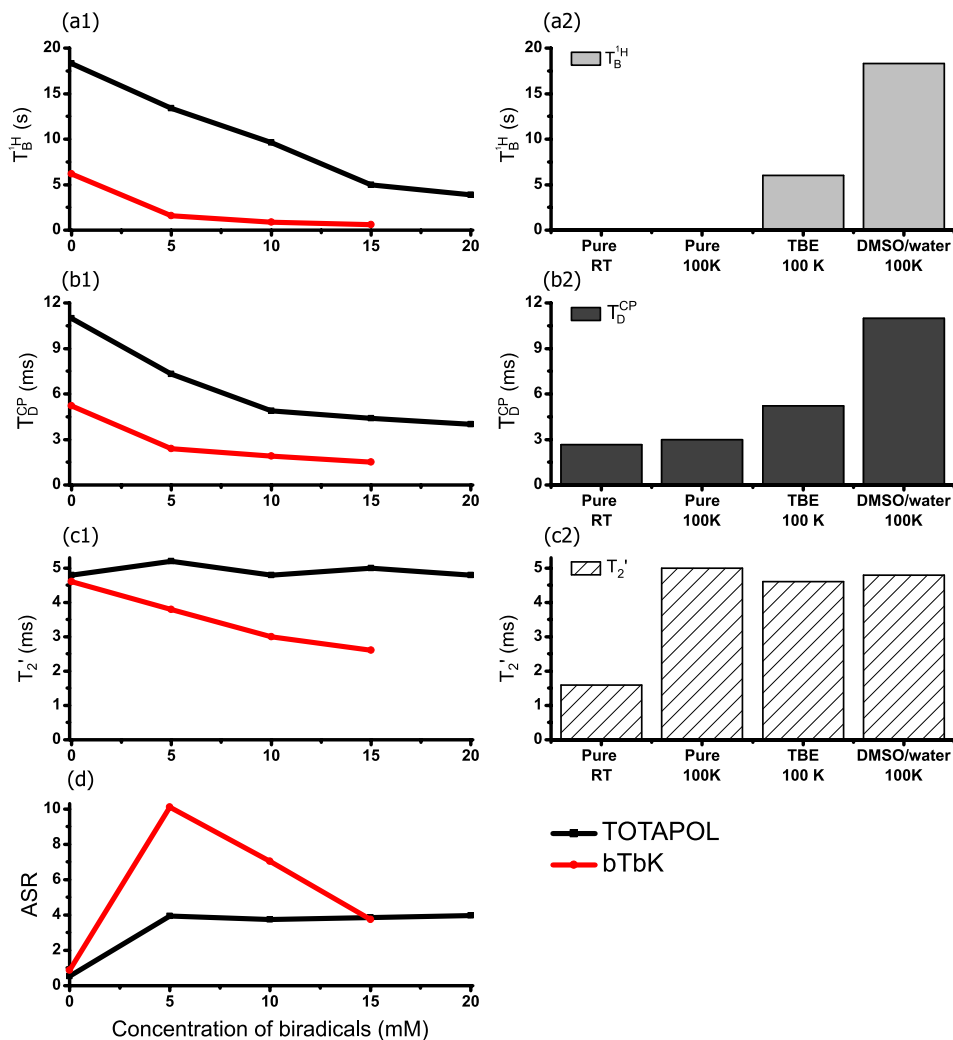 (a1)
20
15
10
5
0
T_B^1H (s)
0 5 10 15 20
(a2)
20
15
10
5
0
T_B^1H (s)
T_B^1H
Pure Pure TBE DMSO/water
RT 100K 100 K 100K
(b1)
12
9
6
3
0
T_D^CP (ms)
0 5 10 15 20
(b2)
12
9
6
3
0
T_D^CP (ms)
T_D^CP
Pure Pure TBE DMSO/water
RT 100K 100 K 100K
(c1)
5
4
3
2
1
0
T_2' (ms)
0 5 10 15 20
(c2)
5
4
3
2
1
0
T_2' (ms)
T_2'
Pure Pure TBE DMSO/water
RT 100K 100 K 100K
(d)
10
8
6
4
2
0
ASR
0 5 10 15 20
Concentration of biradicals (mM)
TOTAPOL
bTbK